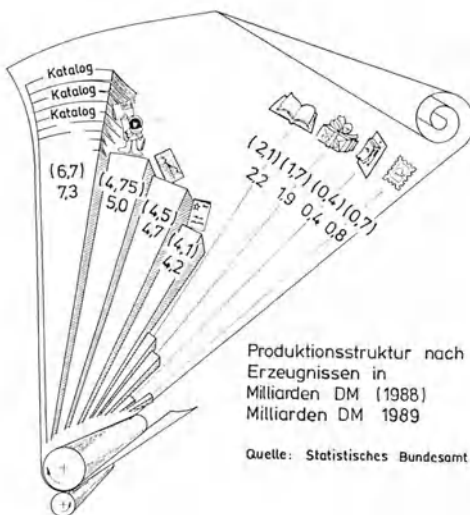 Katalog
Katalog
Katalog
(6,7)
7,3
(4,75)
5,0
(4,5)
4,7
(4,1)
4,2
(2,1) (1,7) (0,4) (0,7)
2,2 1,9 0,4 0,8
Produktionsstruktur nach
Erzeugnissen in
Milliarden DM (1988)
Milliarden DM 1989
Quelle: Statistisches Bundesamt